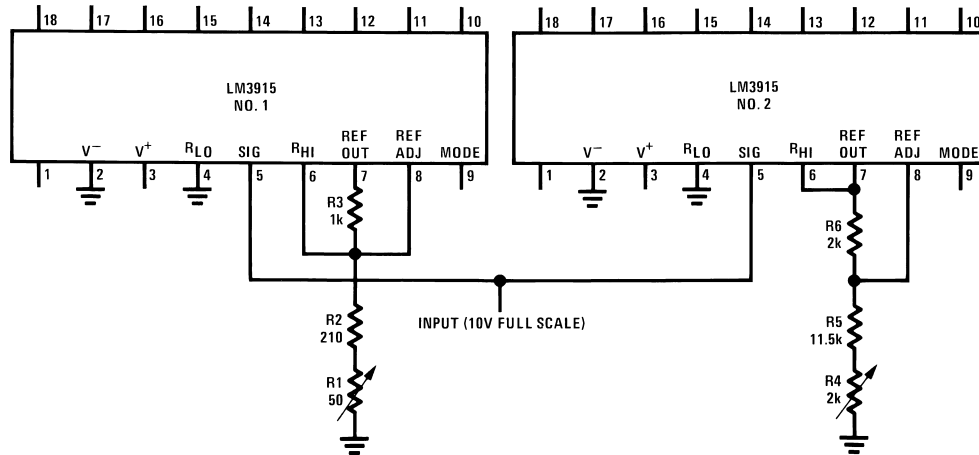 18 17 16 15 14 13 12 11 10
LM3915
NO. 1
V− V+ RLO SIG RHI REF OUT REF ADJ MODE
1 2 3 4 5 6 7 8 9
R3
1k
R2
210
R1
50
18 17 16 15 14 13 12 11 10
LM3915
NO. 2
V− V+ RLO SIG RHI REF OUT REF ADJ MODE
1 2 3 4 5 6 7 8 9
R6
2k
R5
11.5k
R4
2k
INPUT (10V FULL SCALE)